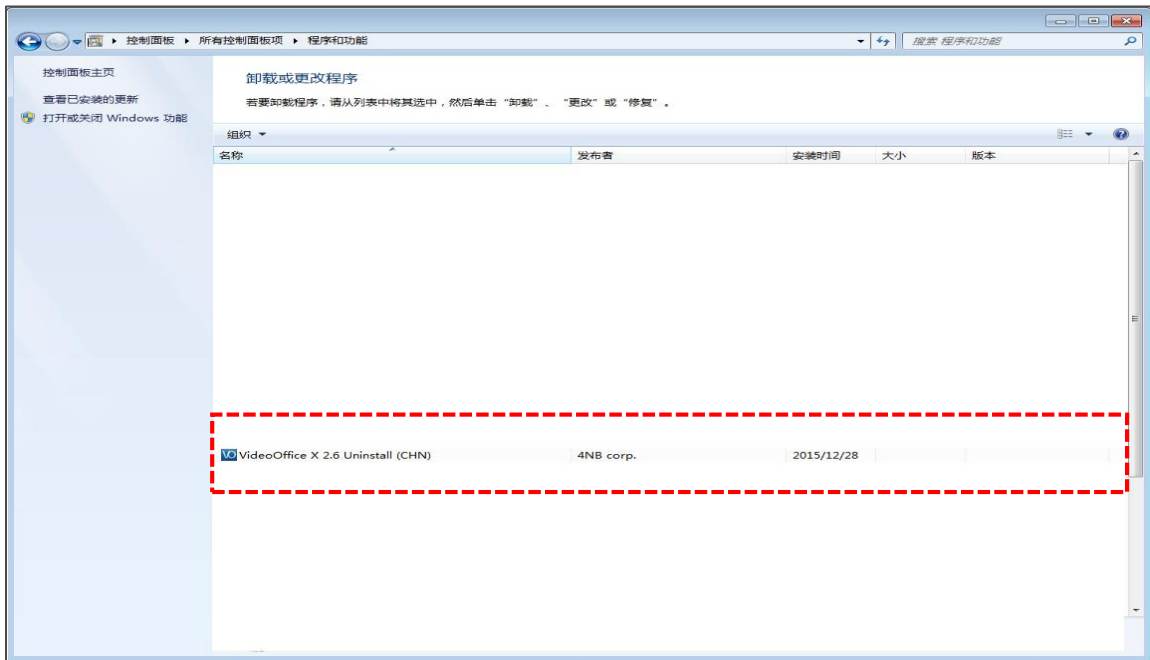 控制面板 ▸ 所有控制面板项 ▸ 程序和功能
搜索 程序和功能
控制面板主页
查看已安装的更新
打开或关闭 Windows 功能
卸载或更改程序
若要卸载程序，请从列表中将其选中，然后单击“卸载”、“更改”或“修复”。
组织
名称 发布者 安装时间 大小 版本
VO VideoOffice X 2.6 Uninstall (CHN) 4NB corp. 2015/12/28